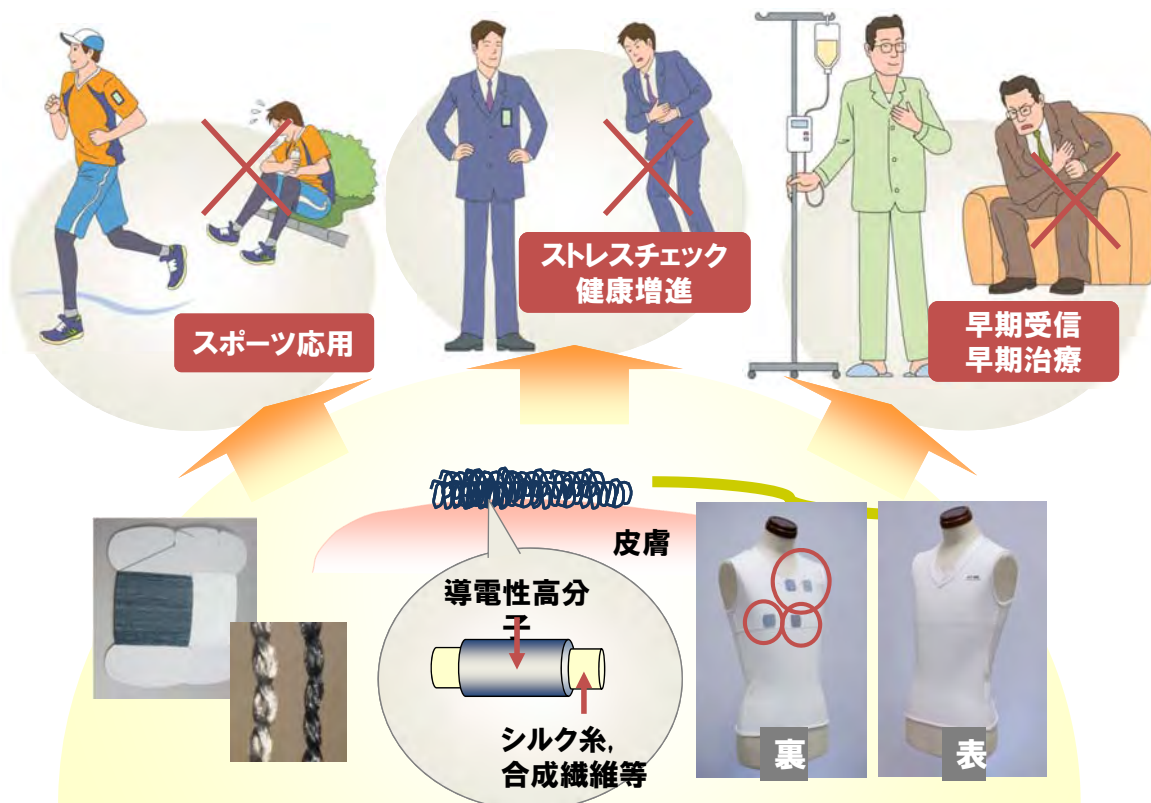 ストレスチェック
健康増進
スポーツ応用
早期受信
早期治療
皮膚
導電性高分
子
シルク糸,
合成繊維等
裏
表